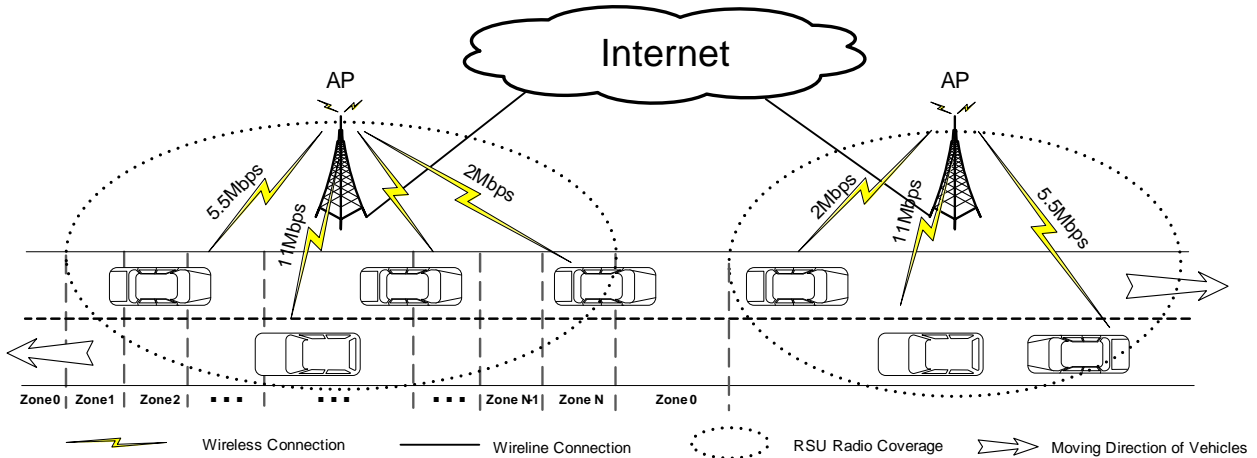 Internet
AP
AP
5.5Mbps
11Mbps
2Mbps
2Mbps
11Mbps
5.5Mbps
Zone0 Zone1 Zone2 ... ... ... Zone N-1 Zone N Zone0
Wireless Connection Wireline Connection RSU Radio Coverage Moving Direction of Vehicles